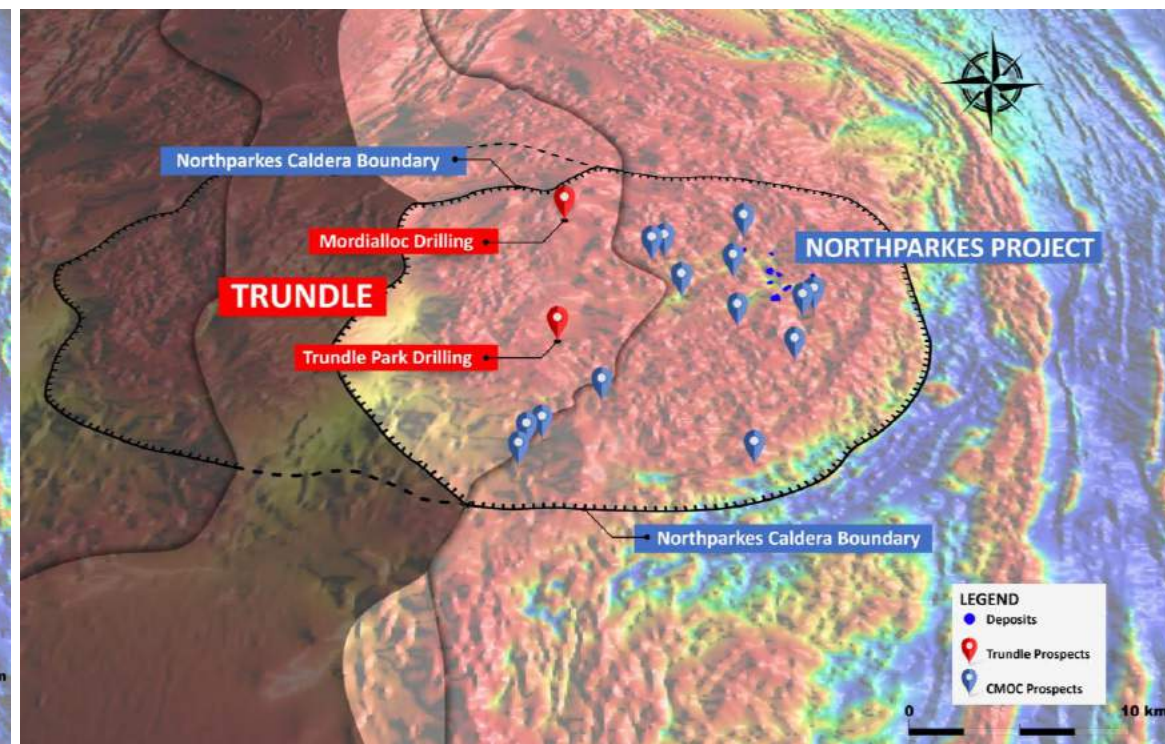 Northparkes Caldera Boundary
Mordialloc Drilling
NORTHPARKES PROJECT
TRUNDLE
Trundle Park Drilling
Northparkes Caldera Boundary
LEGEND
Deposits
Trundle Prospects
CMOC Prospects
0 10 km